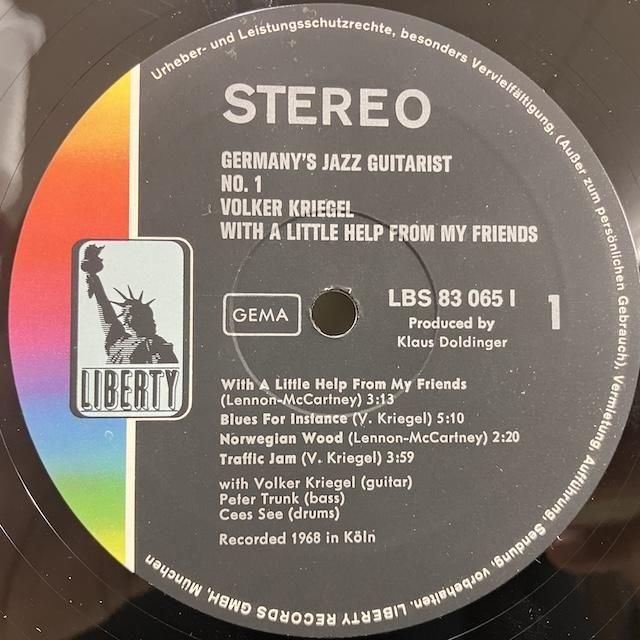 Urheber- und Leistungsschutzrechte, besonders Vervielfältigung, (Außer zum persönlichen Gebrauch), Vermietung, Aufführung, Sendung, vorbehalten. LIBERTY RECORDS GMBH, München
STEREO
GERMANY'S JAZZ GUITARIST
NO. 1
VOLKER KRIEGEL
WITH A LITTLE HELP FROM MY FRIENDS
GEMA
LBS 83 065 I
1
Produced by
Klaus Doldinger
LIBERTY
With A Little Help From My Friends
(Lennon-McCartney) 3:13
Blues For Instance (V. Kriegel) 5:10
Norwegian Wood (Lennon-McCartney) 2:20
Traffic Jam (V. Kriegel) 3:59
with Volker Kriegel (guitar)
Peter Trunk (bass)
Cees See (drums)
Recorded 1968 in Köln